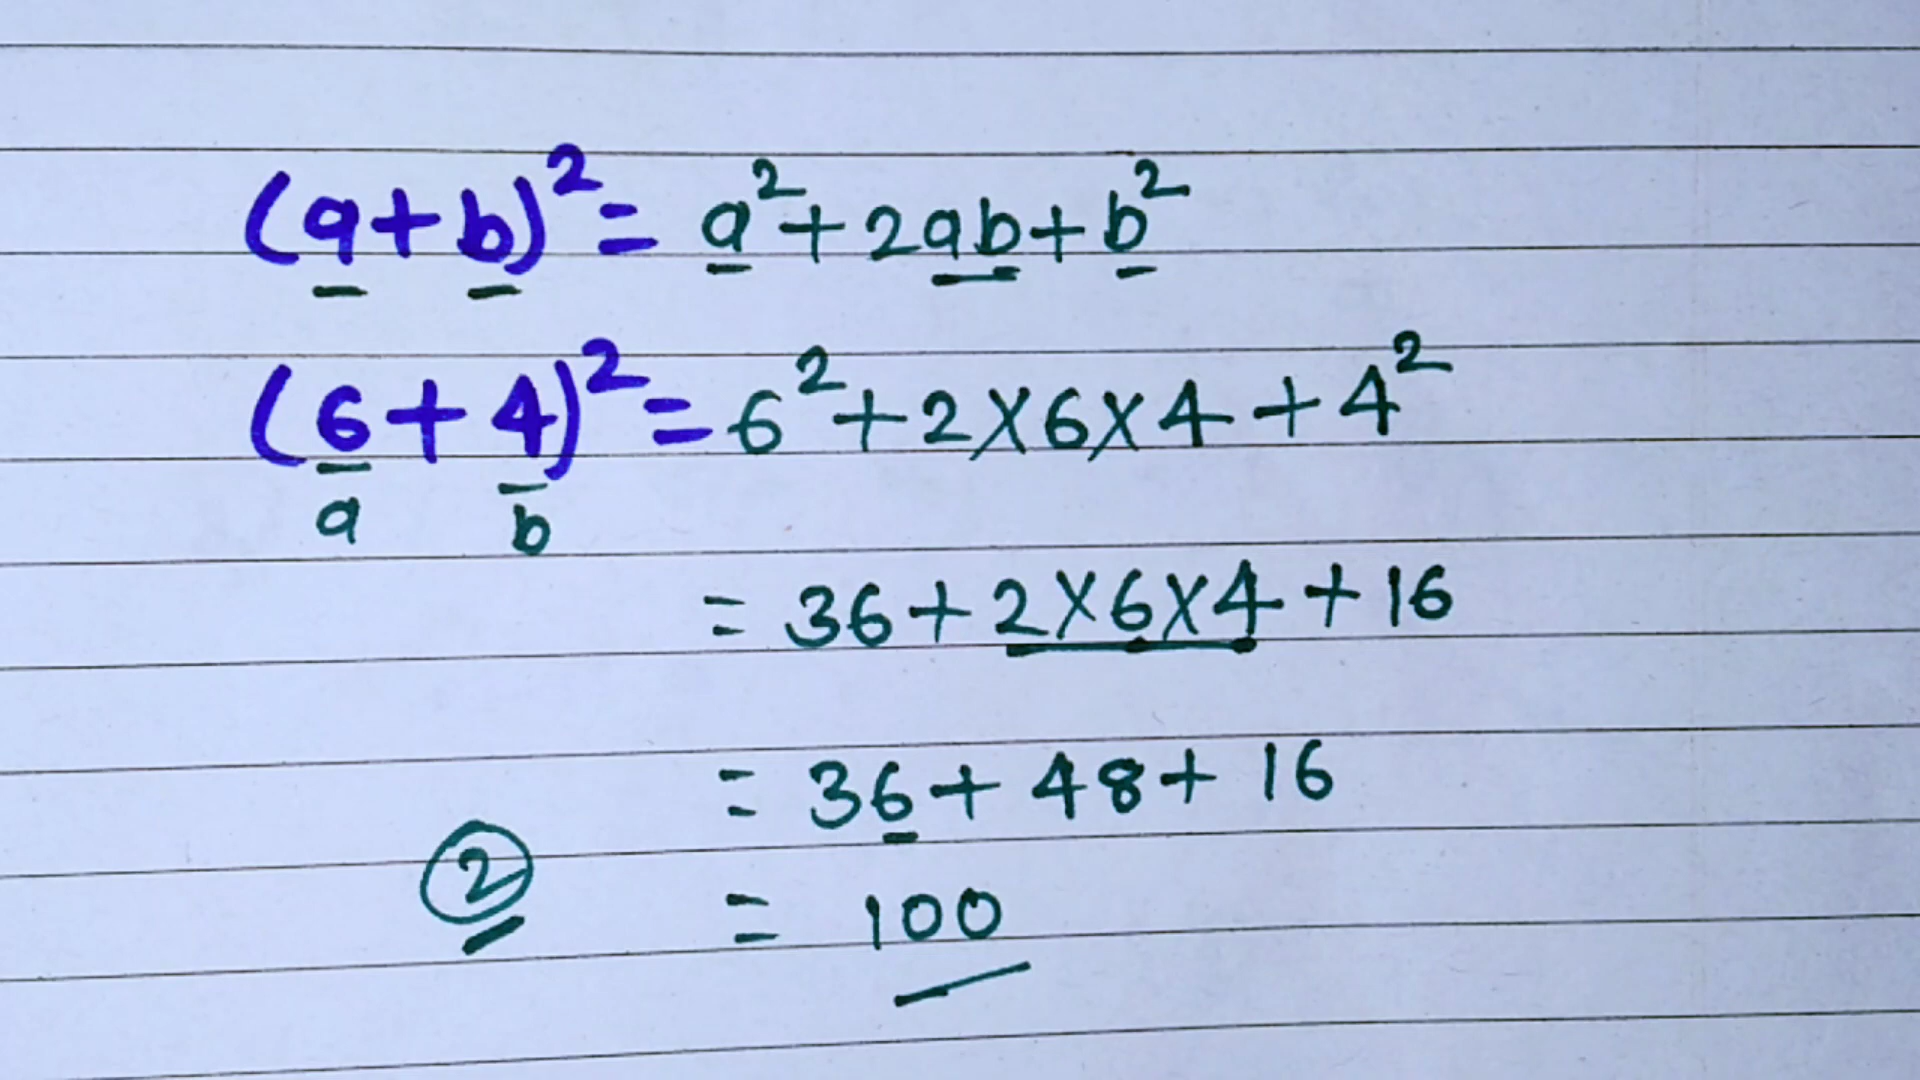 (a+b)²= a²+2ab+b²
(6+4)²=6²+2×6×4+4²
a b
= 36+2×6×4+16
= 36+48+16
②
= 100